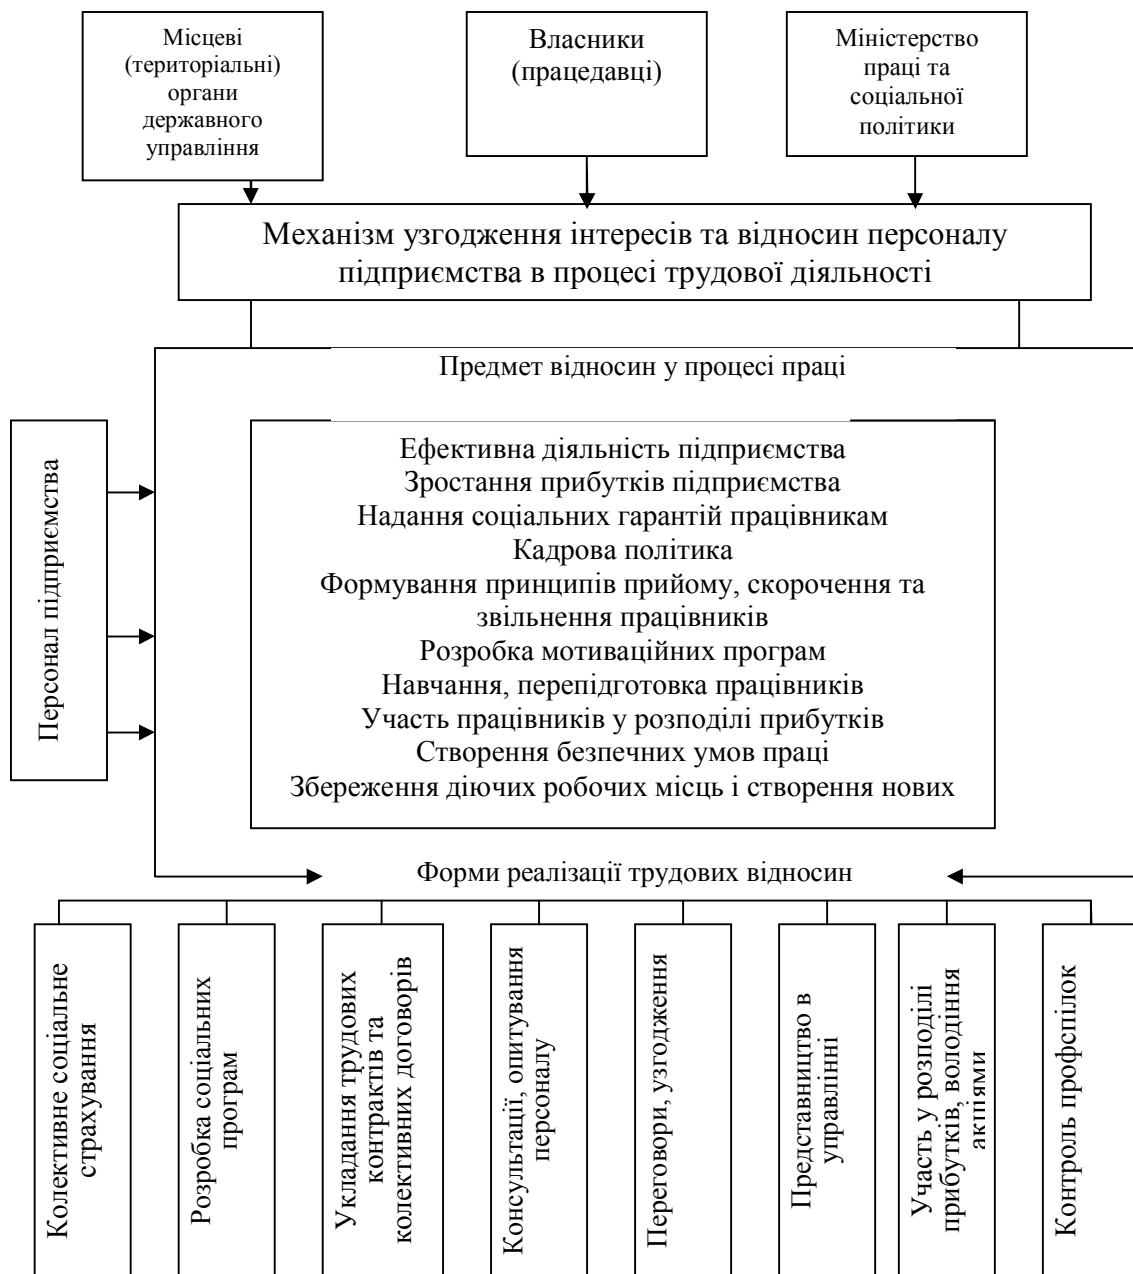 Місцеві
(територіальні)
органи
державного
управління
Власники
(працедавці)
Міністерство
праці та
соціальної
політики
Механізм узгодження інтересів та відносин персоналу
підприємства в процесі трудової діяльності
Предмет відносин у процесі праці
Персонал підприємства
Ефективна діяльність підприємства
Зростання прибутків підприємства
Надання соціальних гарантій працівникам
Кадрова політика
Формування принципів прийому, скорочення та
звільнення працівників
Розробка мотиваційних програм
Навчання, перепідготовка працівників
Участь працівників у розподілі прибутків
Створення безпечних умов праці
Збереження діючих робочих місць і створення нових
Форми реалізації трудових відносин
Колективне соціальне
страхування
Розробка соціальних
програм
Укладання трудових
контрактів та
колективних договорів
Консультації, опитування
персоналу
Переговори, узгодження
Представництво в
управлінні
Участь у розподілі
прибутків, володіння
акціями
Контроль профспілок